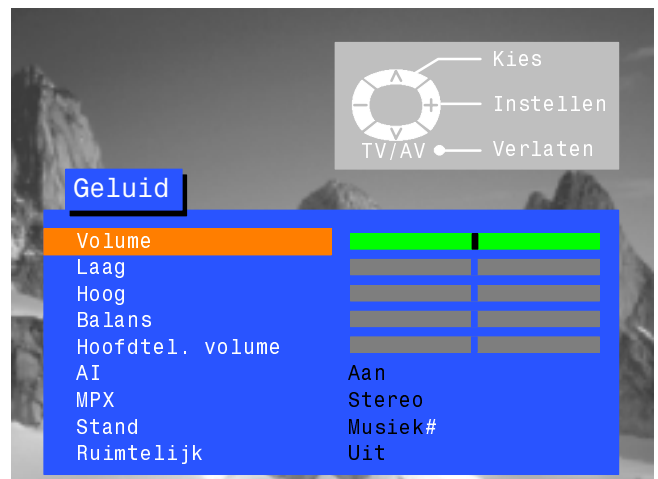 Kies
Instellen
TV/AV Verlaten
Geluid
Volume
Laag
Hoog
Balans
Hoofdtel. volume
AI Aan
MPX Stereo
Stand Musiek#
Ruimtelijk Uit